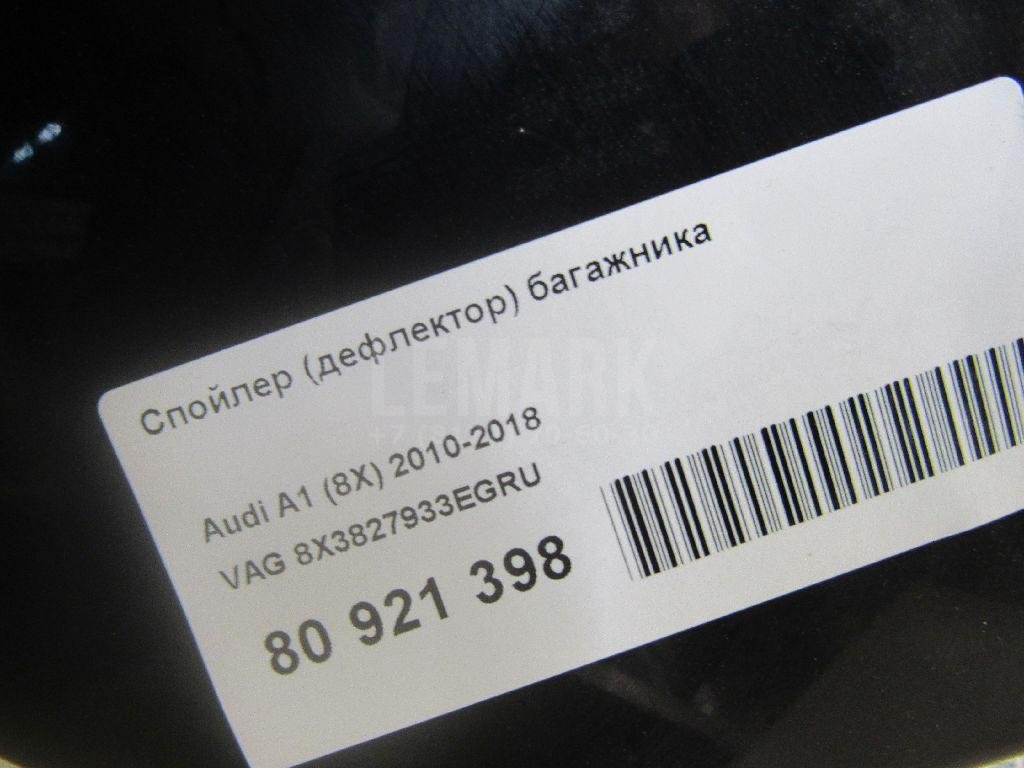 Спойлер (дефлектор) багажника
LEMARK
Audi A1 (8X) 2010-2018
VAG 8X3827933EGRU
80 921 398